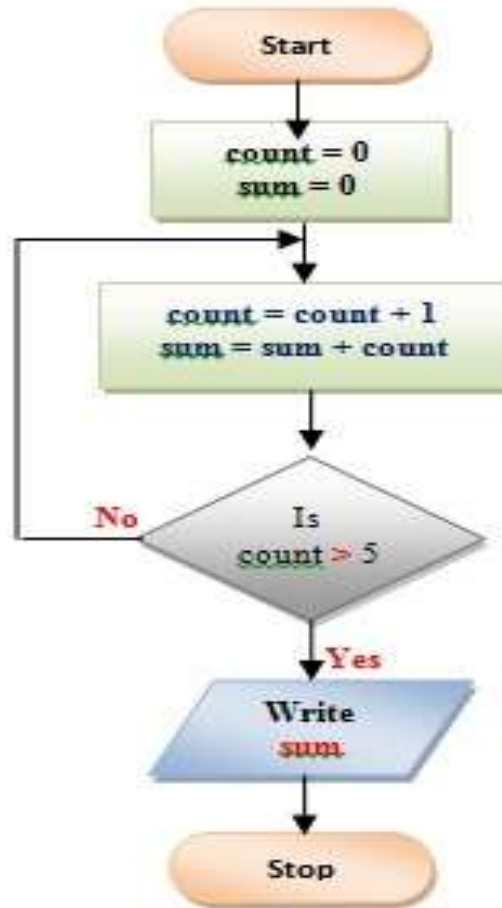 Start
count = 0
sum = 0
count = count + 1
sum = sum + count
No
Is
count > 5
Yes
Write
sum
Stop